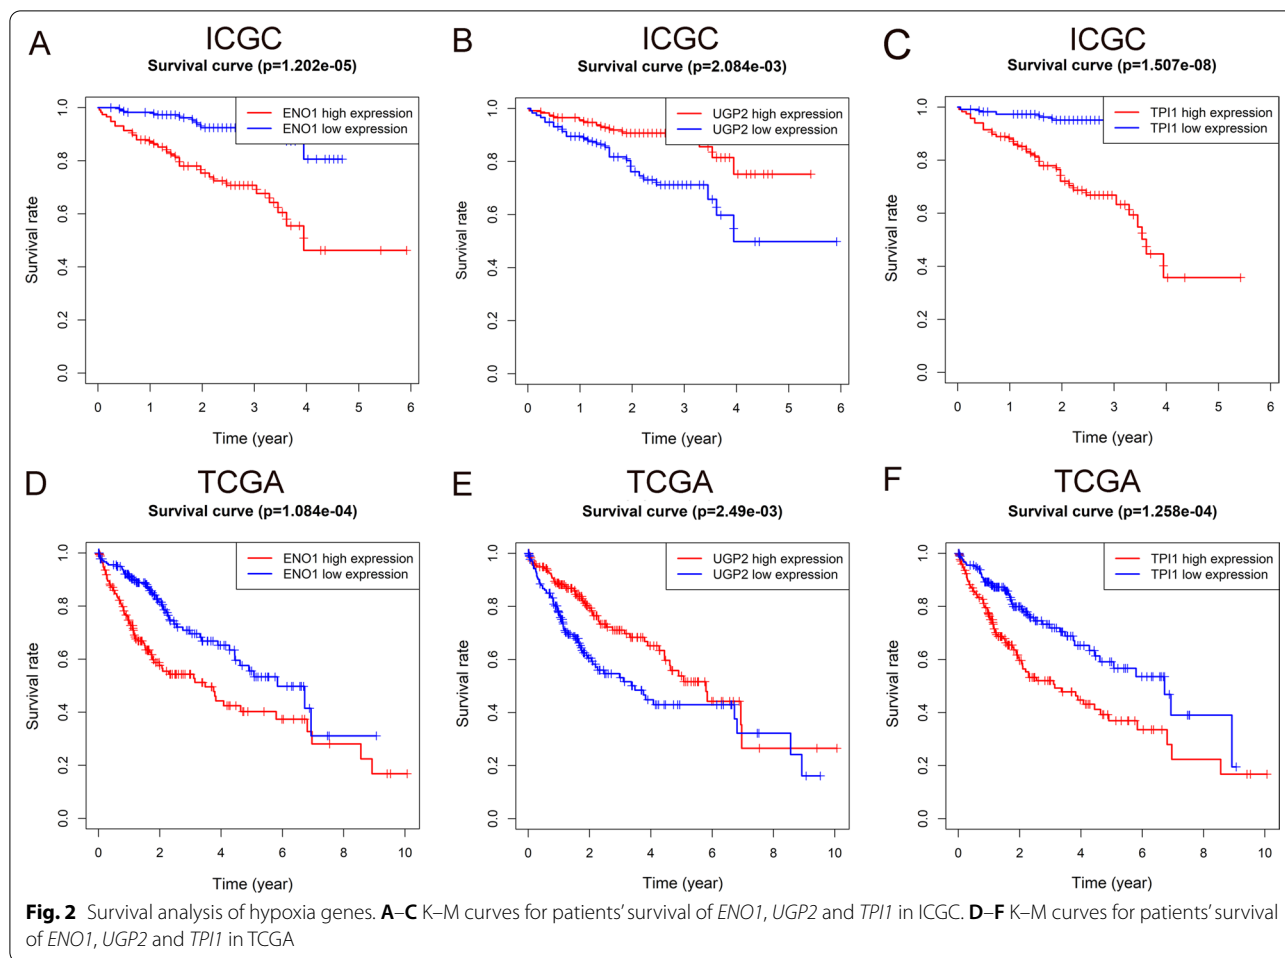 A
ICGC
Survival curve (p=1.202e-05)
ENO1 high expression
ENO1 low expression
Survival rate
0.0 0.2 0.4 0.6 0.8 1.0
0 1 2 3 4 5 6
Time (year)
B
ICGC
Survival curve (p=2.084e-03)
UGP2 high expression
UGP2 low expression
Survival rate
0.0 0.2 0.4 0.6 0.8 1.0
0 1 2 3 4 5 6
Time (year)
C
ICGC
Survival curve (p=1.507e-08)
TPI1 high expression
TPI1 low expression
Survival rate
0.0 0.2 0.4 0.6 0.8 1.0
0 1 2 3 4 5 6
Time (year)
D
TCGA
Survival curve (p=1.084e-04)
ENO1 high expression
ENO1 low expression
Survival rate
0.0 0.2 0.4 0.6 0.8 1.0
0 2 4 6 8 10
Time (year)
E
TCGA
Survival curve (p=2.49e-03)
UGP2 high expression
UGP2 low expression
Survival rate
0.0 0.2 0.4 0.6 0.8 1.0
0 2 4 6 8 10
Time (year)
F
TCGA
Survival curve (p=1.258e-04)
TPI1 high expression
TPI1 low expression
Survival rate
0.0 0.2 0.4 0.6 0.8 1.0
0 2 4 6 8 10
Time (year)
Fig. 2 Survival analysis of hypoxia genes. A–C K–M curves for patients' survival of ENO1, UGP2 and TPI1 in ICGC. D–F K–M curves for patients' survival
of ENO1, UGP2 and TPI1 in TCGA